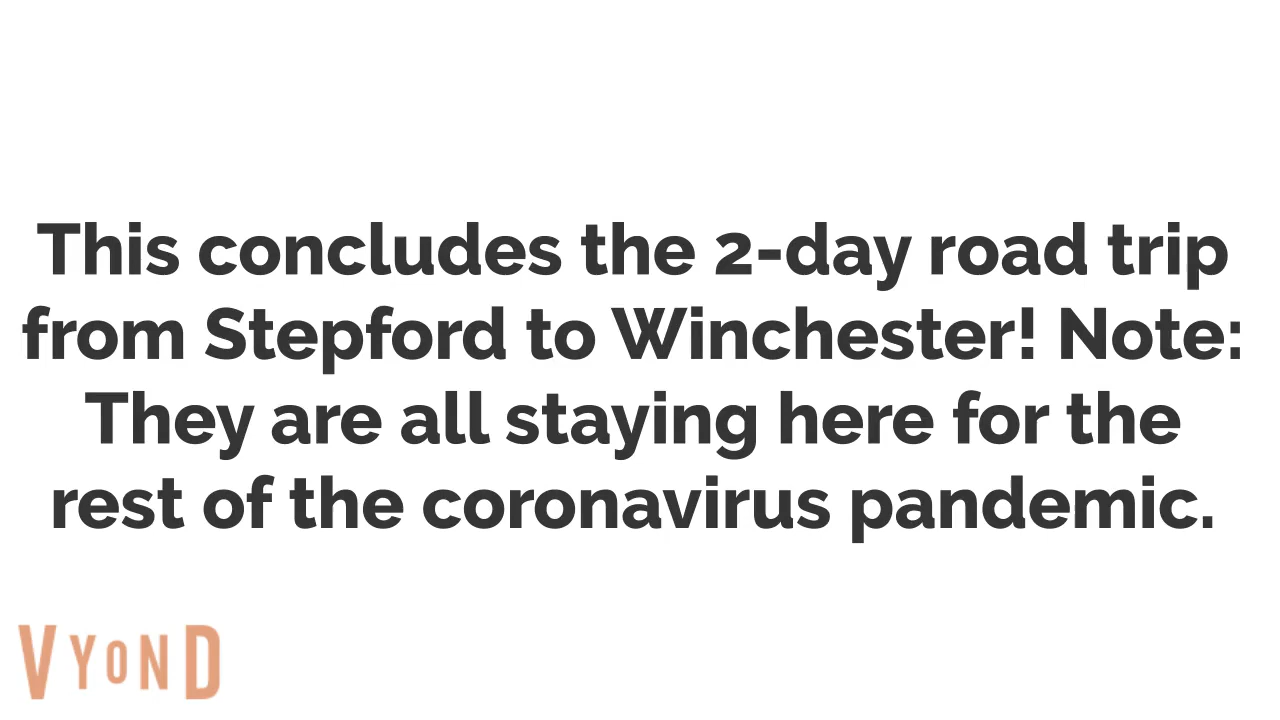 This concludes the 2-day road trip
from Stepford to Winchester! Note:
They are all staying here for the
rest of the coronavirus pandemic.
VYOND